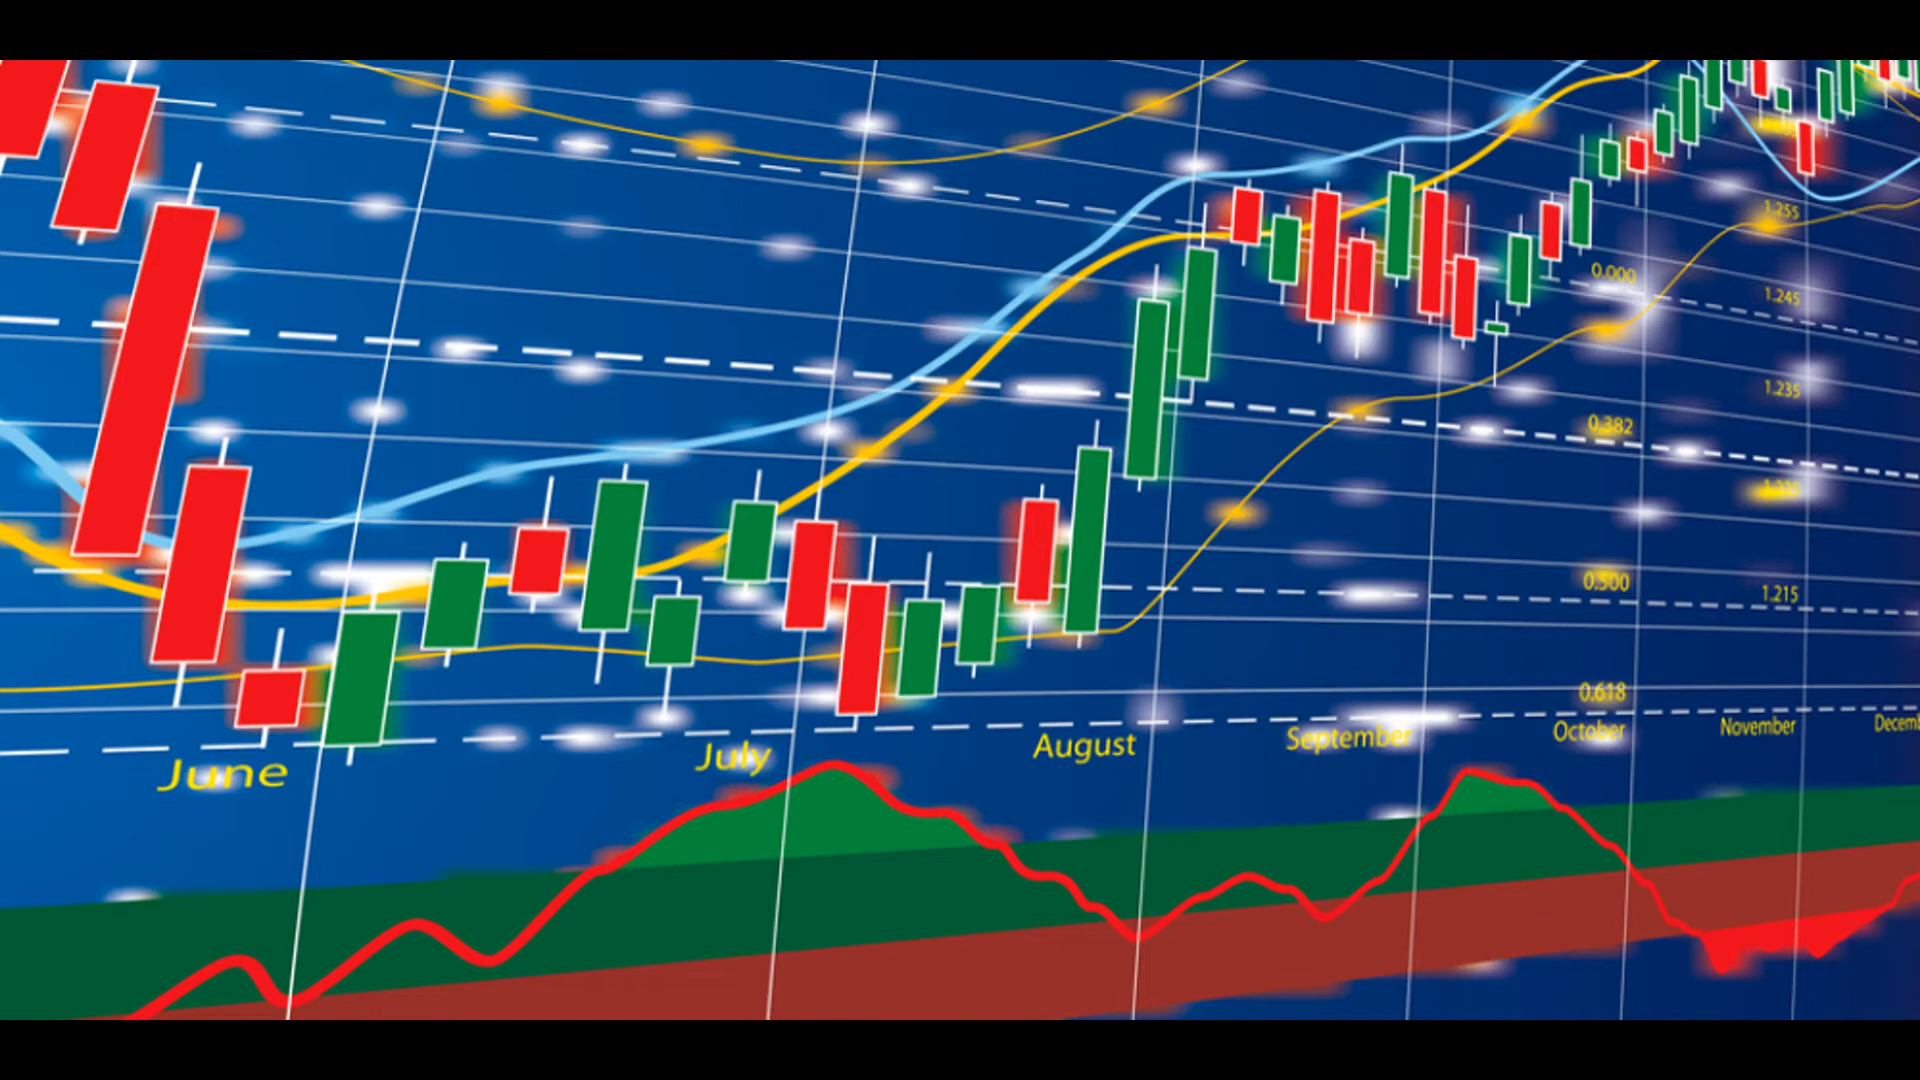 1.255
0.000
1.245
1.235
0.382
0.500
1.215
0.618
June
July
August
September
October
November